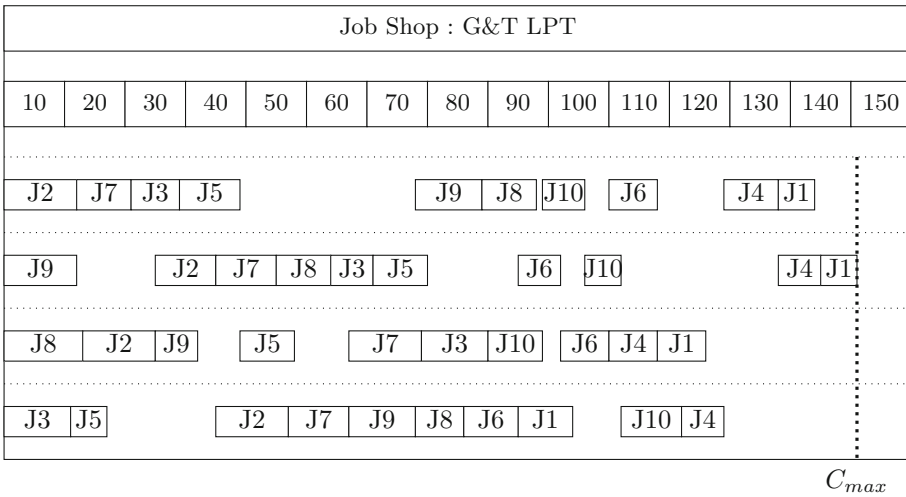 Job Shop : G&T LPT
10 20 30 40 50 60 70 80 90 100 110 120 130 140 150
J2 J7 J3 J5 J9 J8 J10 J6 J4 J1
J9 J2 J7 J8 J3 J5 J6 J10 J4 J1
J8 J2 J9 J5 J7 J3 J10 J6 J4 J1
J3 J5 J2 J7 J9 J8 J6 J1 J10 J4
Cmax